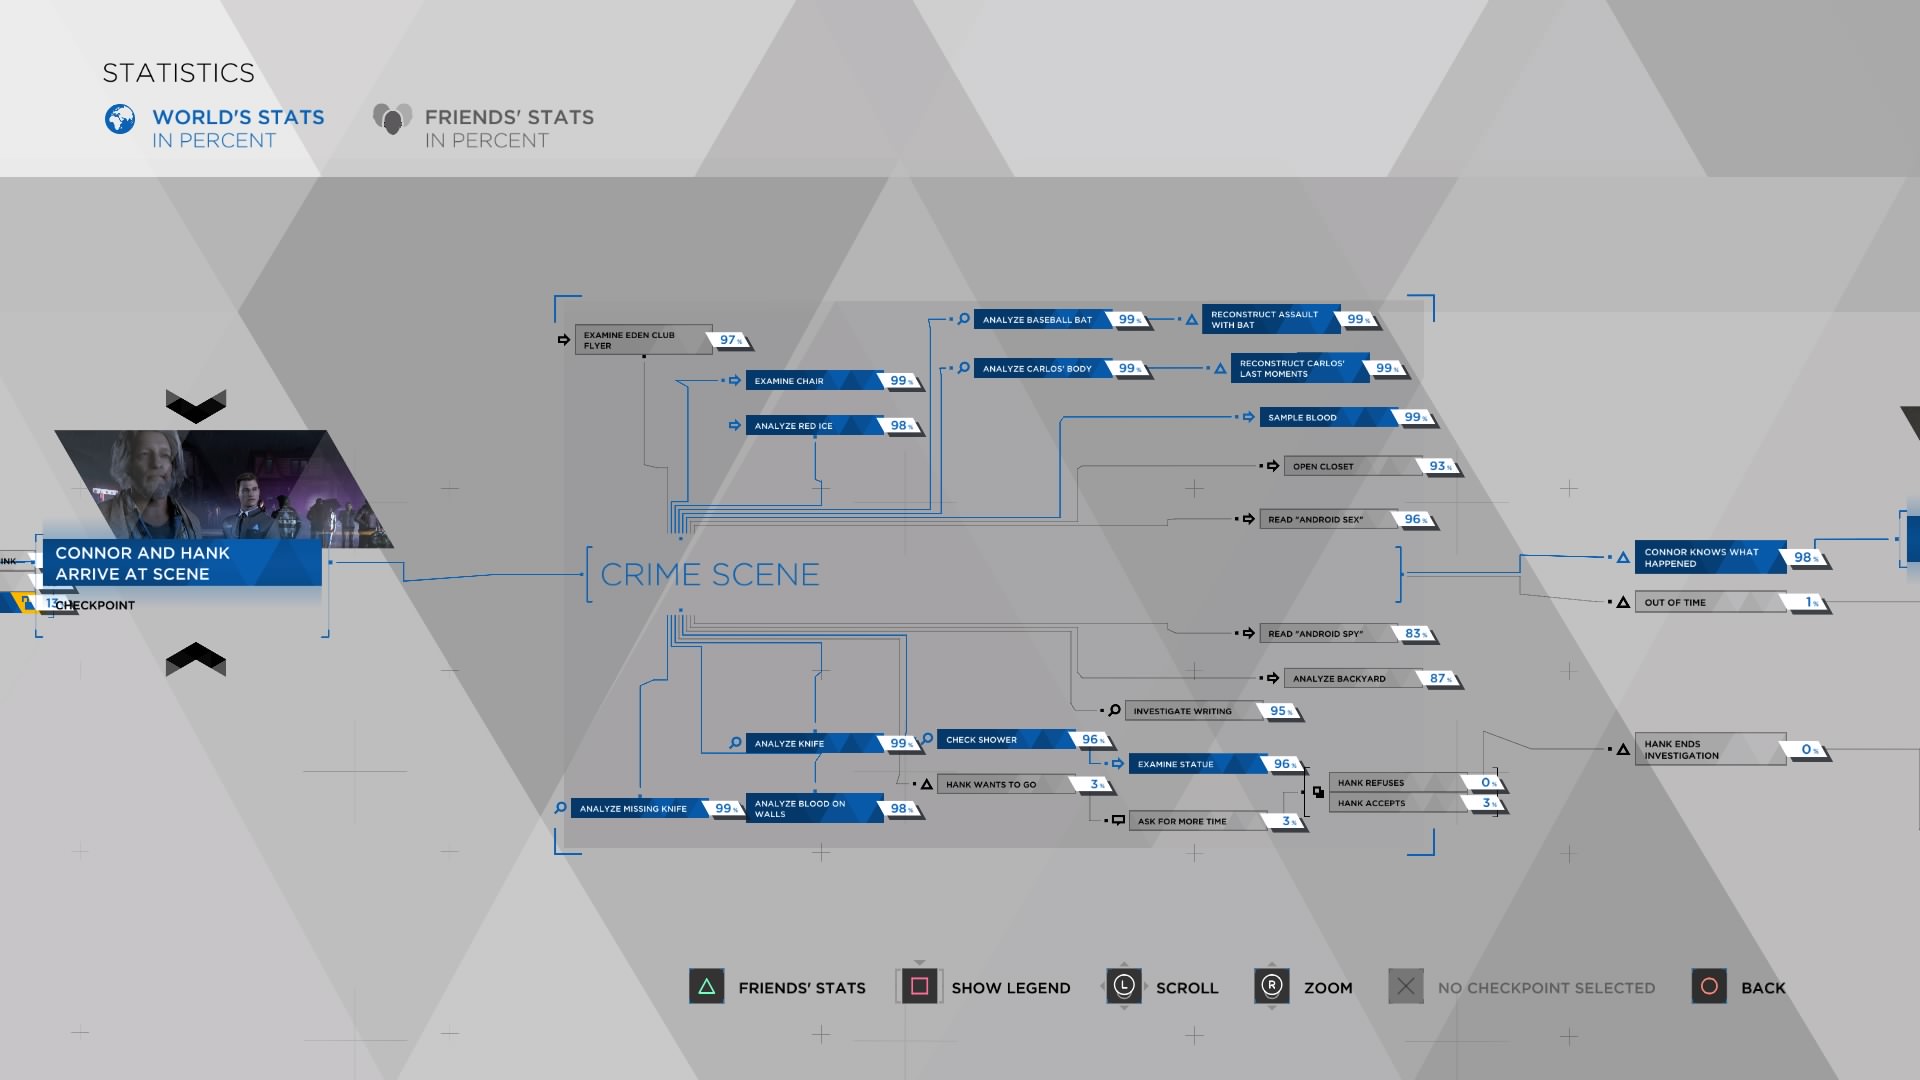 STATISTICS
WORLD'S STATS
IN PERCENT
FRIENDS' STATS
IN PERCENT
EXAMINE EDEN CLUB
FLYER
97%
EXAMINE CHAIR
99%
ANALYZE RED ICE
98%
ANALYZE BASEBALL BAT
99%
RECONSTRUCT ASSAULT
WITH BAT
99%
ANALYZE CARLOS' BODY
99%
RECONSTRUCT CARLOS'
LAST MOMENTS
99%
SAMPLE BLOOD
99%
OPEN CLOSET
93%
READ "ANDROID SEX"
96%
INK
CONNOR AND HANK
ARRIVE AT SCENE
13
CHECKPOINT
CRIME SCENE
CONNOR KNOWS WHAT
HAPPENED
98%
OUT OF TIME
1%
READ "ANDROID SPY"
83%
ANALYZE BACKYARD
87%
INVESTIGATE WRITING
95%
ANALYZE KNIFE
99%
CHECK SHOWER
96%
EXAMINE STATUE
96%
HANK WANTS TO GO
3%
ANALYZE MISSING KNIFE
99%
ANALYZE BLOOD ON
WALLS
98%
ASK FOR MORE TIME
3%
HANK REFUSES
0%
HANK ACCEPTS
3%
HANK ENDS
INVESTIGATION
0%
FRIENDS' STATS
SHOW LEGEND
L
SCROLL
R
ZOOM
NO CHECKPOINT SELECTED
BACK